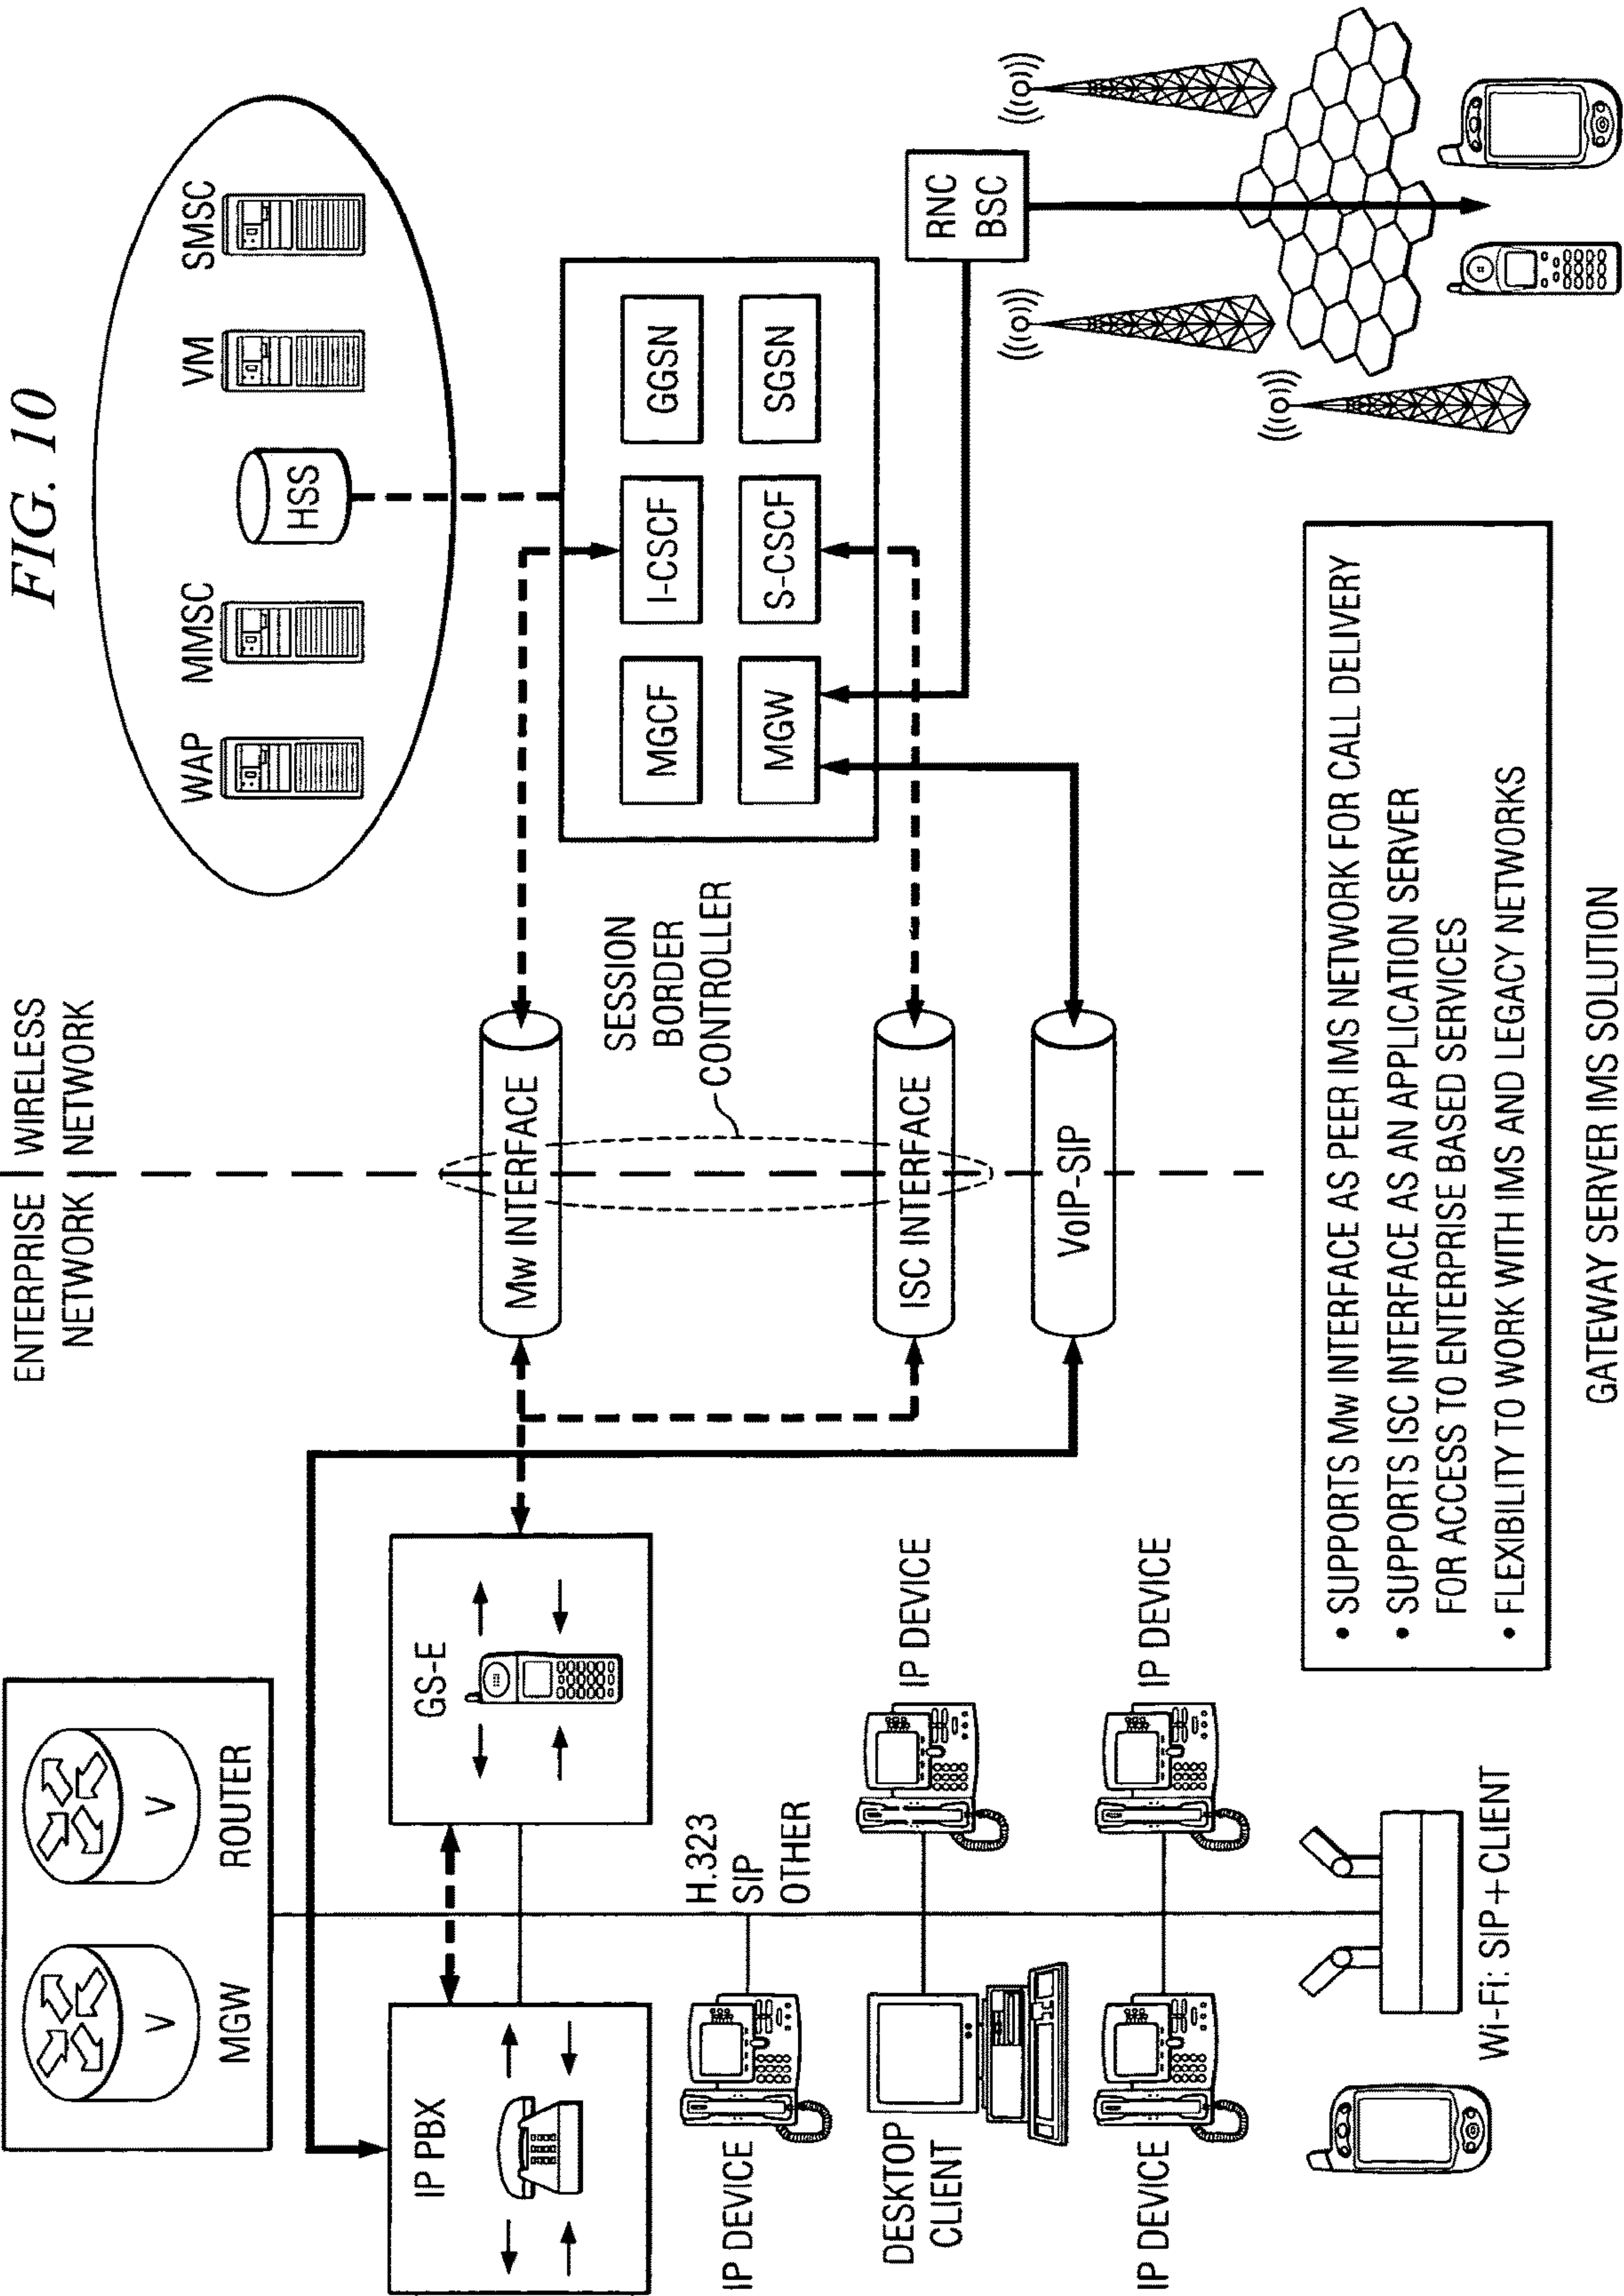 FIG. 10
ENTERPRISE
NETWORK
WIRELESS
NETWORK
MGW
V
ROUTER
V
WAP
MMSC
HSS
VM
SMSC
IP PBX
GS-E
Mw INTERFACE
SESSION
BORDER
CONTROLLER
MGCF
I-CSCF
GGSN
MGW
S-CSCF
SGSN
IP DEVICE
H.323
SIP
OTHER
ISC INTERFACE
RNC
BSC
DESKTOP
CLIENT
IP DEVICE
VoIP-SIP
IP DEVICE
IP DEVICE
Wi-Fi: SIP+CLIENT
• SUPPORTS Mw INTERFACE AS PEER IMS NETWORK FOR CALL DELIVERY
• SUPPORTS ISC INTERFACE AS AN APPLICATION SERVER
FOR ACCESS TO ENTERPRISE BASED SERVICES
• FLEXIBILITY TO WORK WITH IMS AND LEGACY NETWORKS
GATEWAY SERVER IMS SOLUTION